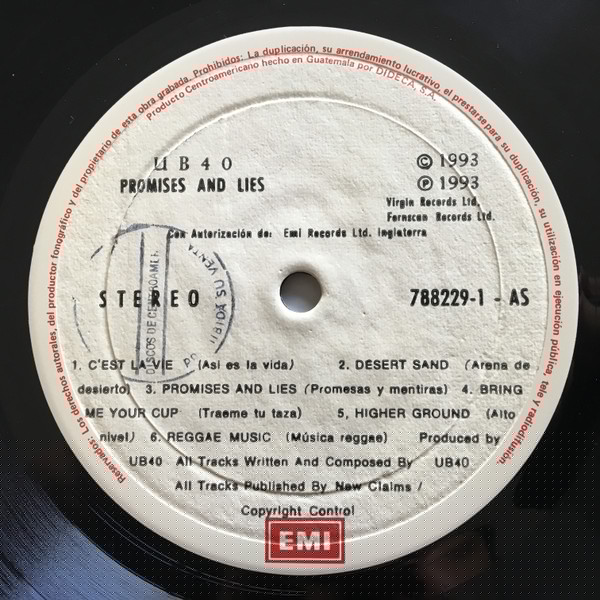 Reservados: Los derechos autorales, del productor fonográfico y del propietario de esta obra grabada. Prohibidos: La duplicación, su arrendamiento lucrativo, el prestarse para su duplicación, su utilización en ejecución pública, tele y radiodifusión.
Producto Centroamericano hecho en Guatemala por DIDECA, S.A.
UB40
PROMISES AND LIES
© 1993
℗ 1993
Virgin Records Ltd.
Fernscan Records Ltd.
Con Autorización de: Emi Records Ltd. Inglaterra
STEREO
788229-1 - AS
DISCOS DE CENTROAMER
SU VENTA
1. C'EST LA VIE (Asi es la vida) 2. DESERT SAND (Arena de
desierto) 3. PROMISES AND LIES (Promesas y mentiras) 4. BRING
ME YOUR CUP (Traeme tu taza) 5, HIGHER GROUND (Alto
nivel) 6. REGGAE MUSIC (Música reggae) Produced by
UB40 All Tracks Written And Composed By UB40
All Tracks Published By New Claims /
Copyright Control
EMI